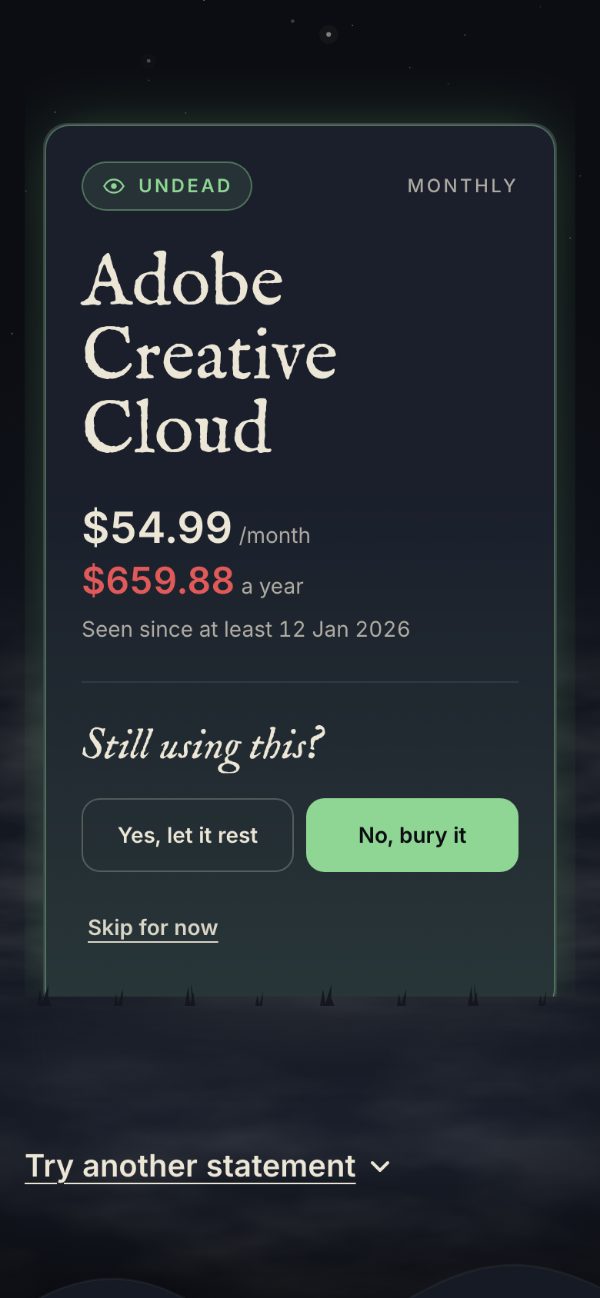 UNDEAD
MONTHLY
Adobe
Creative
Cloud
$54.99 /month
$659.88 a year
Seen since at least 12 Jan 2026
Still using this?
Yes, let it rest
No, bury it
Skip for now
Try another statement